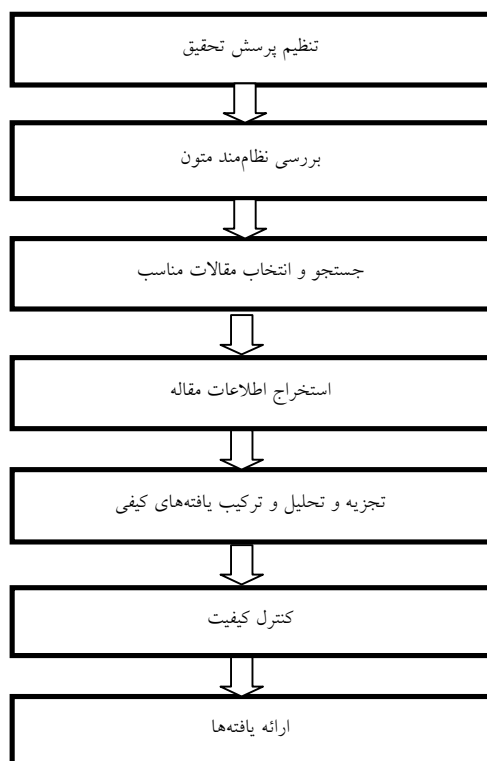 تنظیم پرسش تحقیق
بررسی نظام‌مند متون
جستجو و انتخاب مقالات مناسب
استخراج اطلاعات مقاله
تجزیه و تحلیل و ترکیب یافته‌های کیفی
کنترل کیفیت
ارائه یافته‌ها